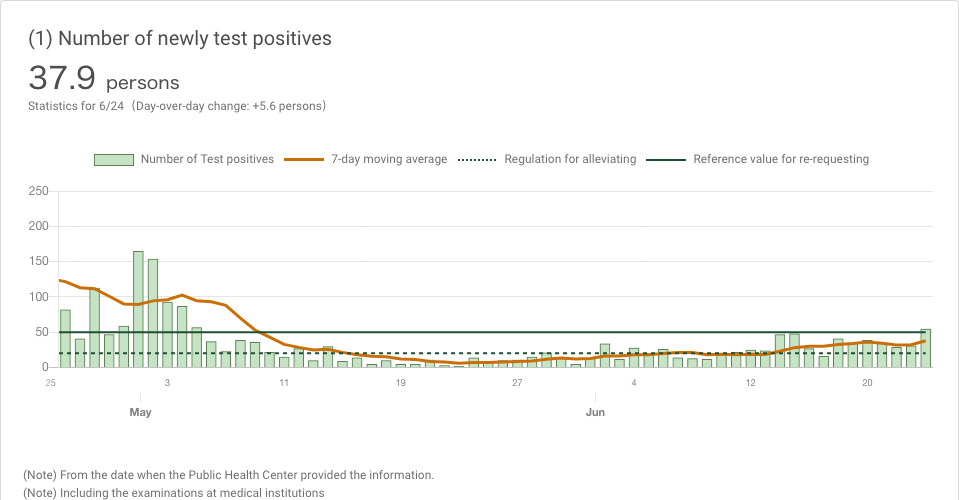 (1) Number of newly test positives
37.9 persons
Statistics for 6/24 (Day-over-day change: +5.6 persons)
Number of Test positives 7-day moving average Regulation for alleviating Reference value for re-requesting
250
200
150
100
50
0
25 3 11 19 27 4 12 20
May Jun
(Note) From the date when the Public Health Center provided the information.
(Note) Including the examinations at medical institutions